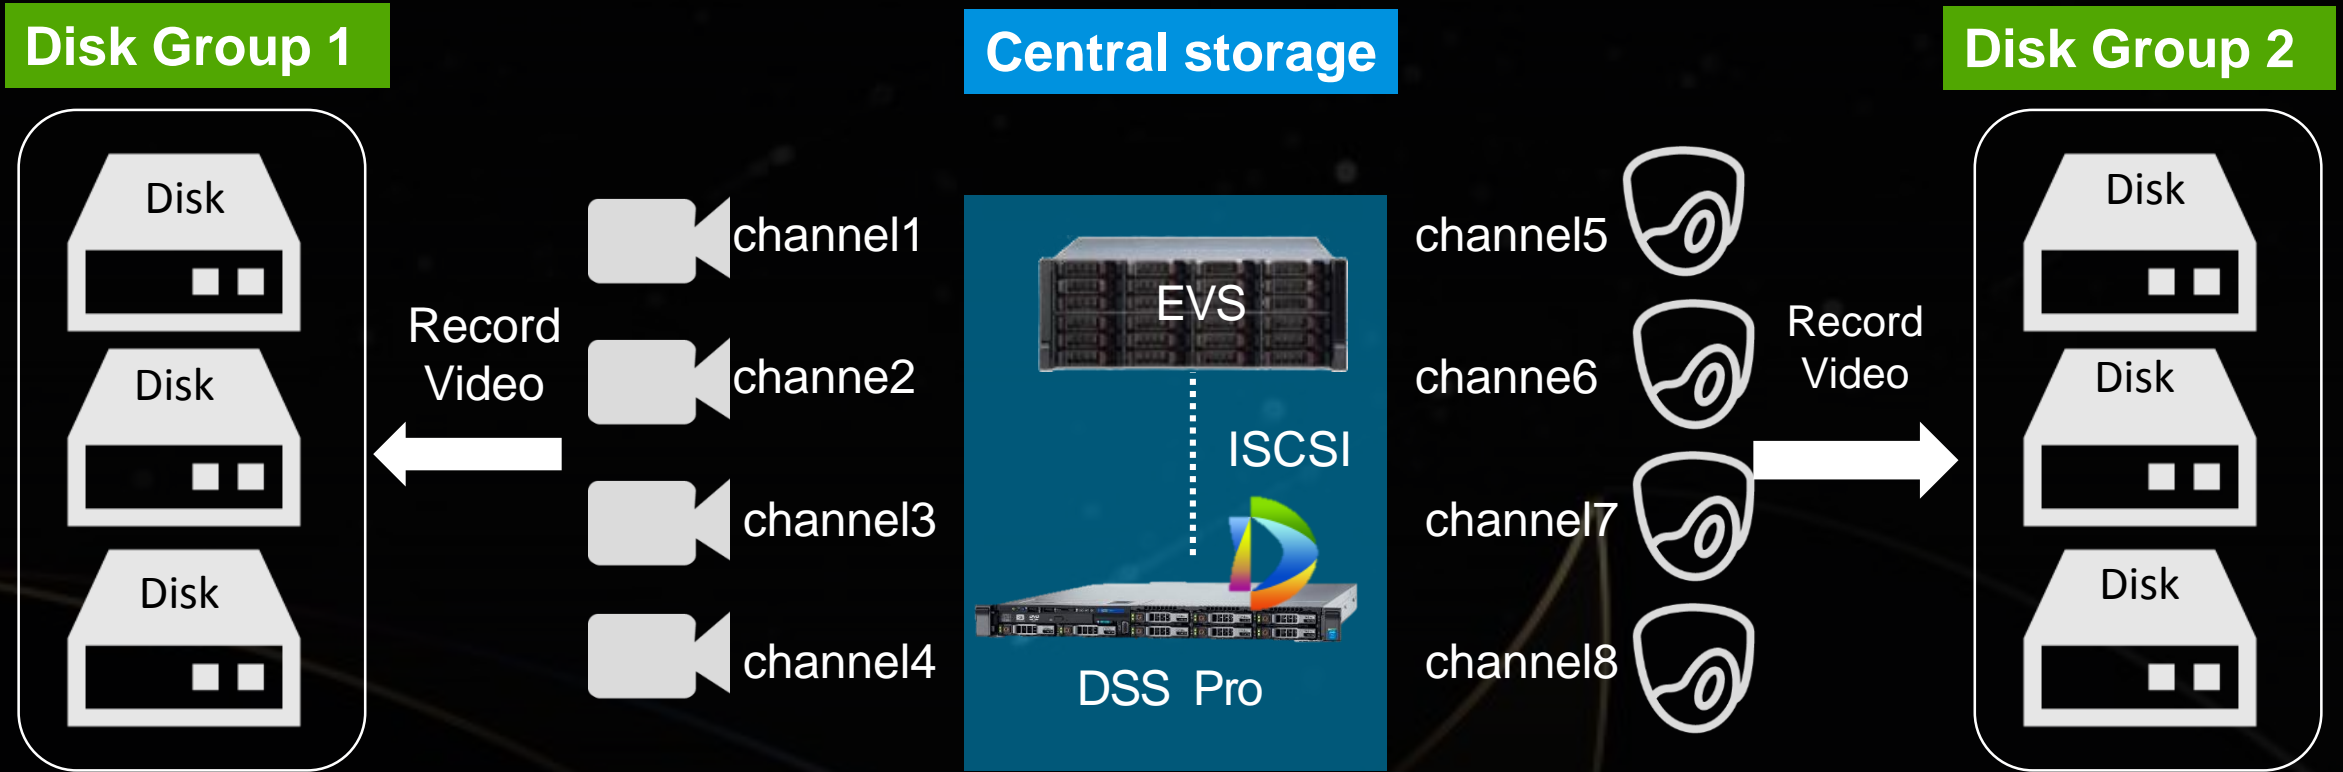 Disk Group 1
Central storage
Disk Group 2
Disk
Disk
Disk
Record
Video
channel1
channe2
channel3
channel4
EVS
ISCSI
DSS Pro
channel5
channe6
channel7
channel8
Record
Video
Disk
Disk
Disk